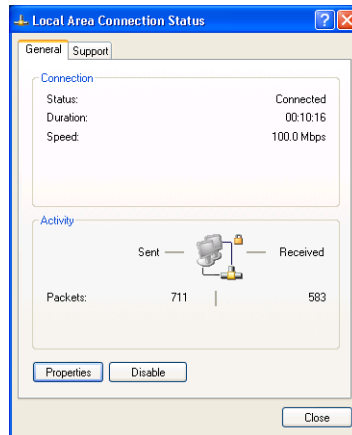 Local Area Connection Status
General Support
Connection
Status: Connected
Duration: 00:10:16
Speed: 100.0 Mbps
Activity
Sent Received
Packets: 711 583
Properties Disable
Close